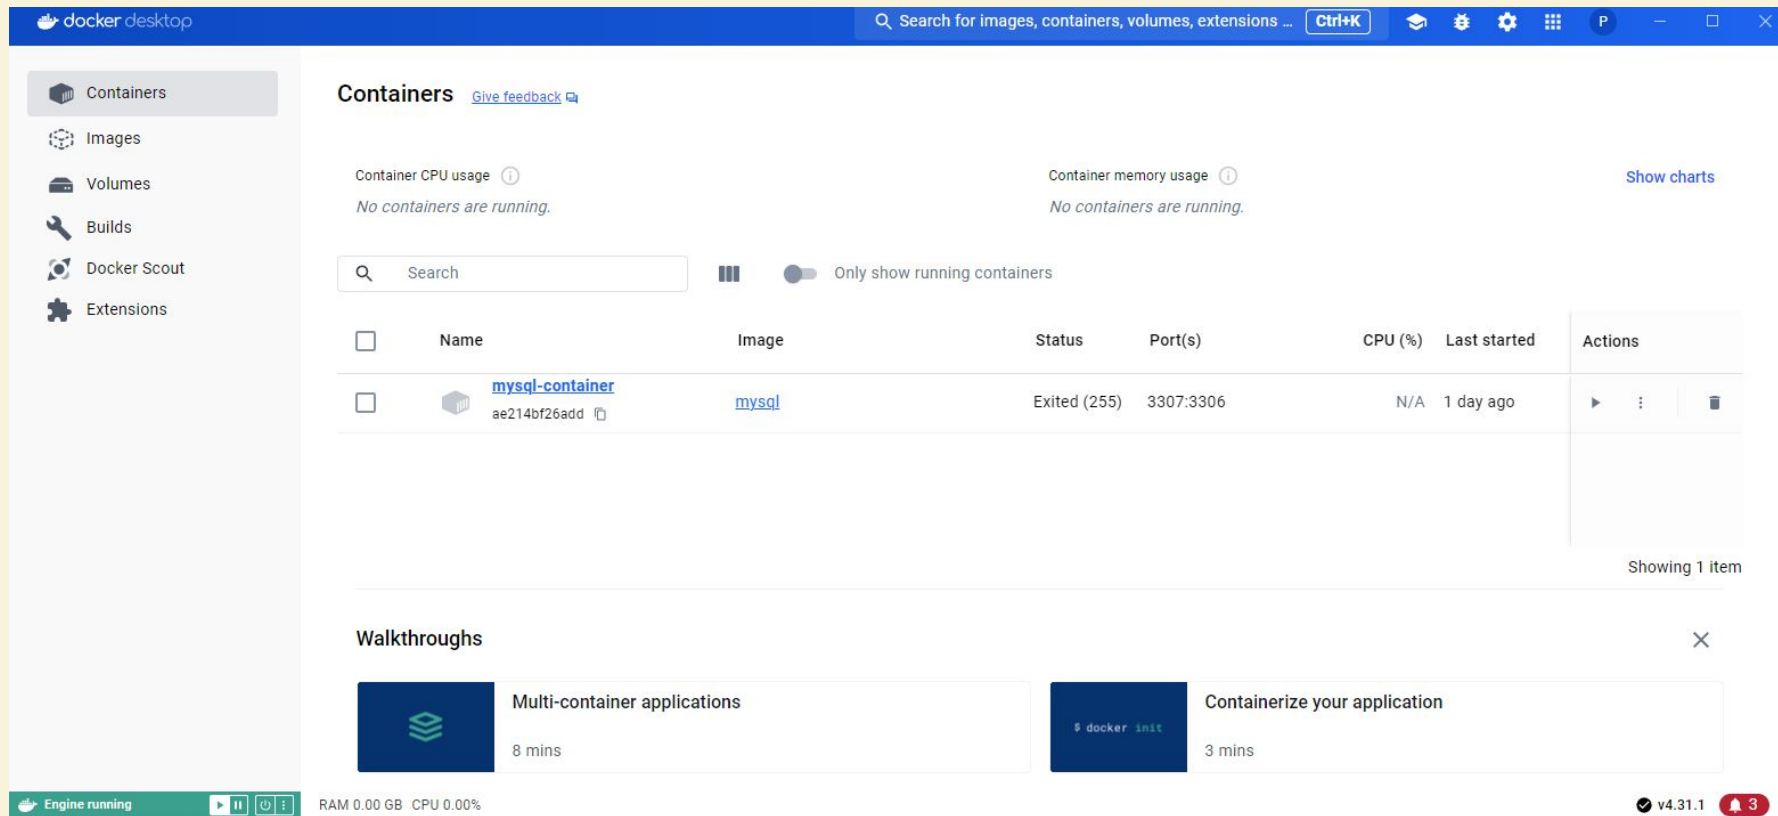 docker desktop
Search for images, containers, volumes, extensions ... Ctrl+K
P
Containers
Images
Volumes
Builds
Docker Scout
Extensions
Containers Give feedback
Container CPU usage
No containers are running.
Container memory usage
No containers are running.
Show charts
Search
Only show running containers
Name Image Status Port(s) CPU (%) Last started Actions
mysql-container
ae214bf26add
mysql Exited (255) 3307:3306 N/A 1 day ago
Showing 1 item
Walkthroughs
Multi-container applications
8 mins
$ docker init
Containerize your application
3 mins
Engine running
RAM 0.00 GB CPU 0.00%
v4.31.1
3